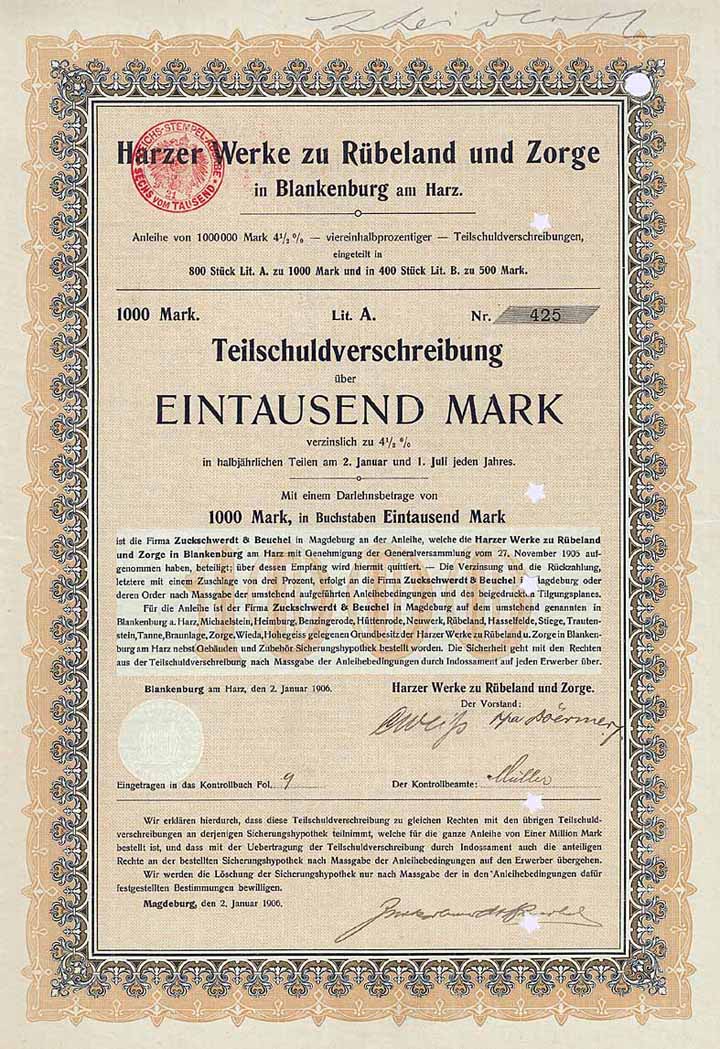 REICHS-STEMPEL-ABGABE
21
SECHS VOM TAUSEND
Harzer Werke zu Rübeland und Zorge
in Blankenburg am Harz.
Anleihe von 1000000 Mark 4½ % — viereinhalbprozentiger — Teilschuldverschreibungen,
eingeteilt in
800 Stück Lit. A. zu 1000 Mark und in 400 Stück Lit. B. zu 500 Mark.
1000 Mark. Lit. A. Nr. 425
Teilschuldverschreibung
über
EINTAUSEND MARK
verzinslich zu 4½ %
in halbjährlichen Teilen am 2. Januar und 1. Juli jeden Jahres.
Mit einem Darlehnsbetrage von
1000 Mark, in Buchstaben Eintausend Mark
ist die Firma Zuckschwerdt & Beuchel in Magdeburg an der Anleihe, welche die Harzer Werke zu Rübeland
und Zorge in Blankenburg am Harz mit Genehmigung der Generalversammlung vom 27. November 1905 auf-
genommen haben, beteiligt; über dessen Empfang wird hiermit quittiert. — Die Verzinsung und die Rückzahlung,
letztere mit einem Zuschlage von drei Prozent, erfolgt an die Firma Zuckschwerdt & Beuchel in Magdeburg oder
deren Order nach Massgabe der umstehend aufgeführten Anleihebedingungen und des beigedruckten Tilgungsplanes.
Für die Anleihe ist der Firma Zuckschwerdt & Beuchel in Magdeburg auf dem umstehend genannten in
Blankenburg a. Harz, Michaelstein, Heimburg, Benzingerode, Hüttenrode, Neuwerk, Rübeland, Hasselfelde, Stiege, Trauten-
stein, Tanne, Braunlage, Zorge, Wieda, Hohegeiss gelegenen Grundbesitz der Harzer Werke zu Rübeland u. Zorge in Blanken-
burg am Harz nebst Gebäuden und Zubehör Sicherungshypothek bestellt worden. Die Sicherheit geht mit den Rechten
aus der Teilschuldverschreibung nach Massgabe der Anleihebedingungen durch Indossament auf jeden Erwerber über.
Blankenburg am Harz, den 2. Januar 1906. Harzer Werke zu Rübeland und Zorge.
Der Vorstand:
Eingetragen in das Kontrollbuch Fol. 9 Der Kontrollbeamte: Müller
Wir erklären hierdurch, dass diese Teilschuldverschreibung zu gleichen Rechten mit den übrigen Teilschuld-
verschreibungen an derjenigen Sicherungshypothek teilnimmt, welche für die ganze Anleihe von Einer Million Mark
bestellt ist, und dass mit der Uebertragung der Teilschuldverschreibung durch Indossament auch die anteiligen
Rechte an der bestellten Sicherungshypothek nach Massgabe der Anleihebedingungen auf den Erwerber übergehen.
Wir werden die Löschung der Sicherungshypothek nur nach Massgabe der in den Anleihebedingungen dafür
festgestellten Bestimmungen bewilligen.
Magdeburg, den 2. Januar 1906.